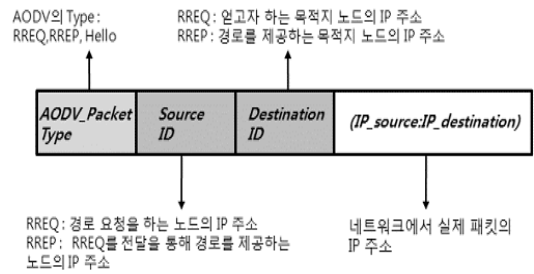 AODV의 Type :
RREQ,RREP, Hello
RREQ : 얻고자 하는 목적지 노드의 IP 주소
RREP : 경로를 제공하는 목적지 노드의 IP 주소
AODV_Packet Type
Source ID
Destination ID
(IP_source:IP_destination)
RREQ : 경로 요청을 하는 노드의 IP 주소
RREP ; RREQ를 전달을 통해 경로를 제공하는
노드의 IP 주소
네트워크에서 실제 패킷의
IP 주소